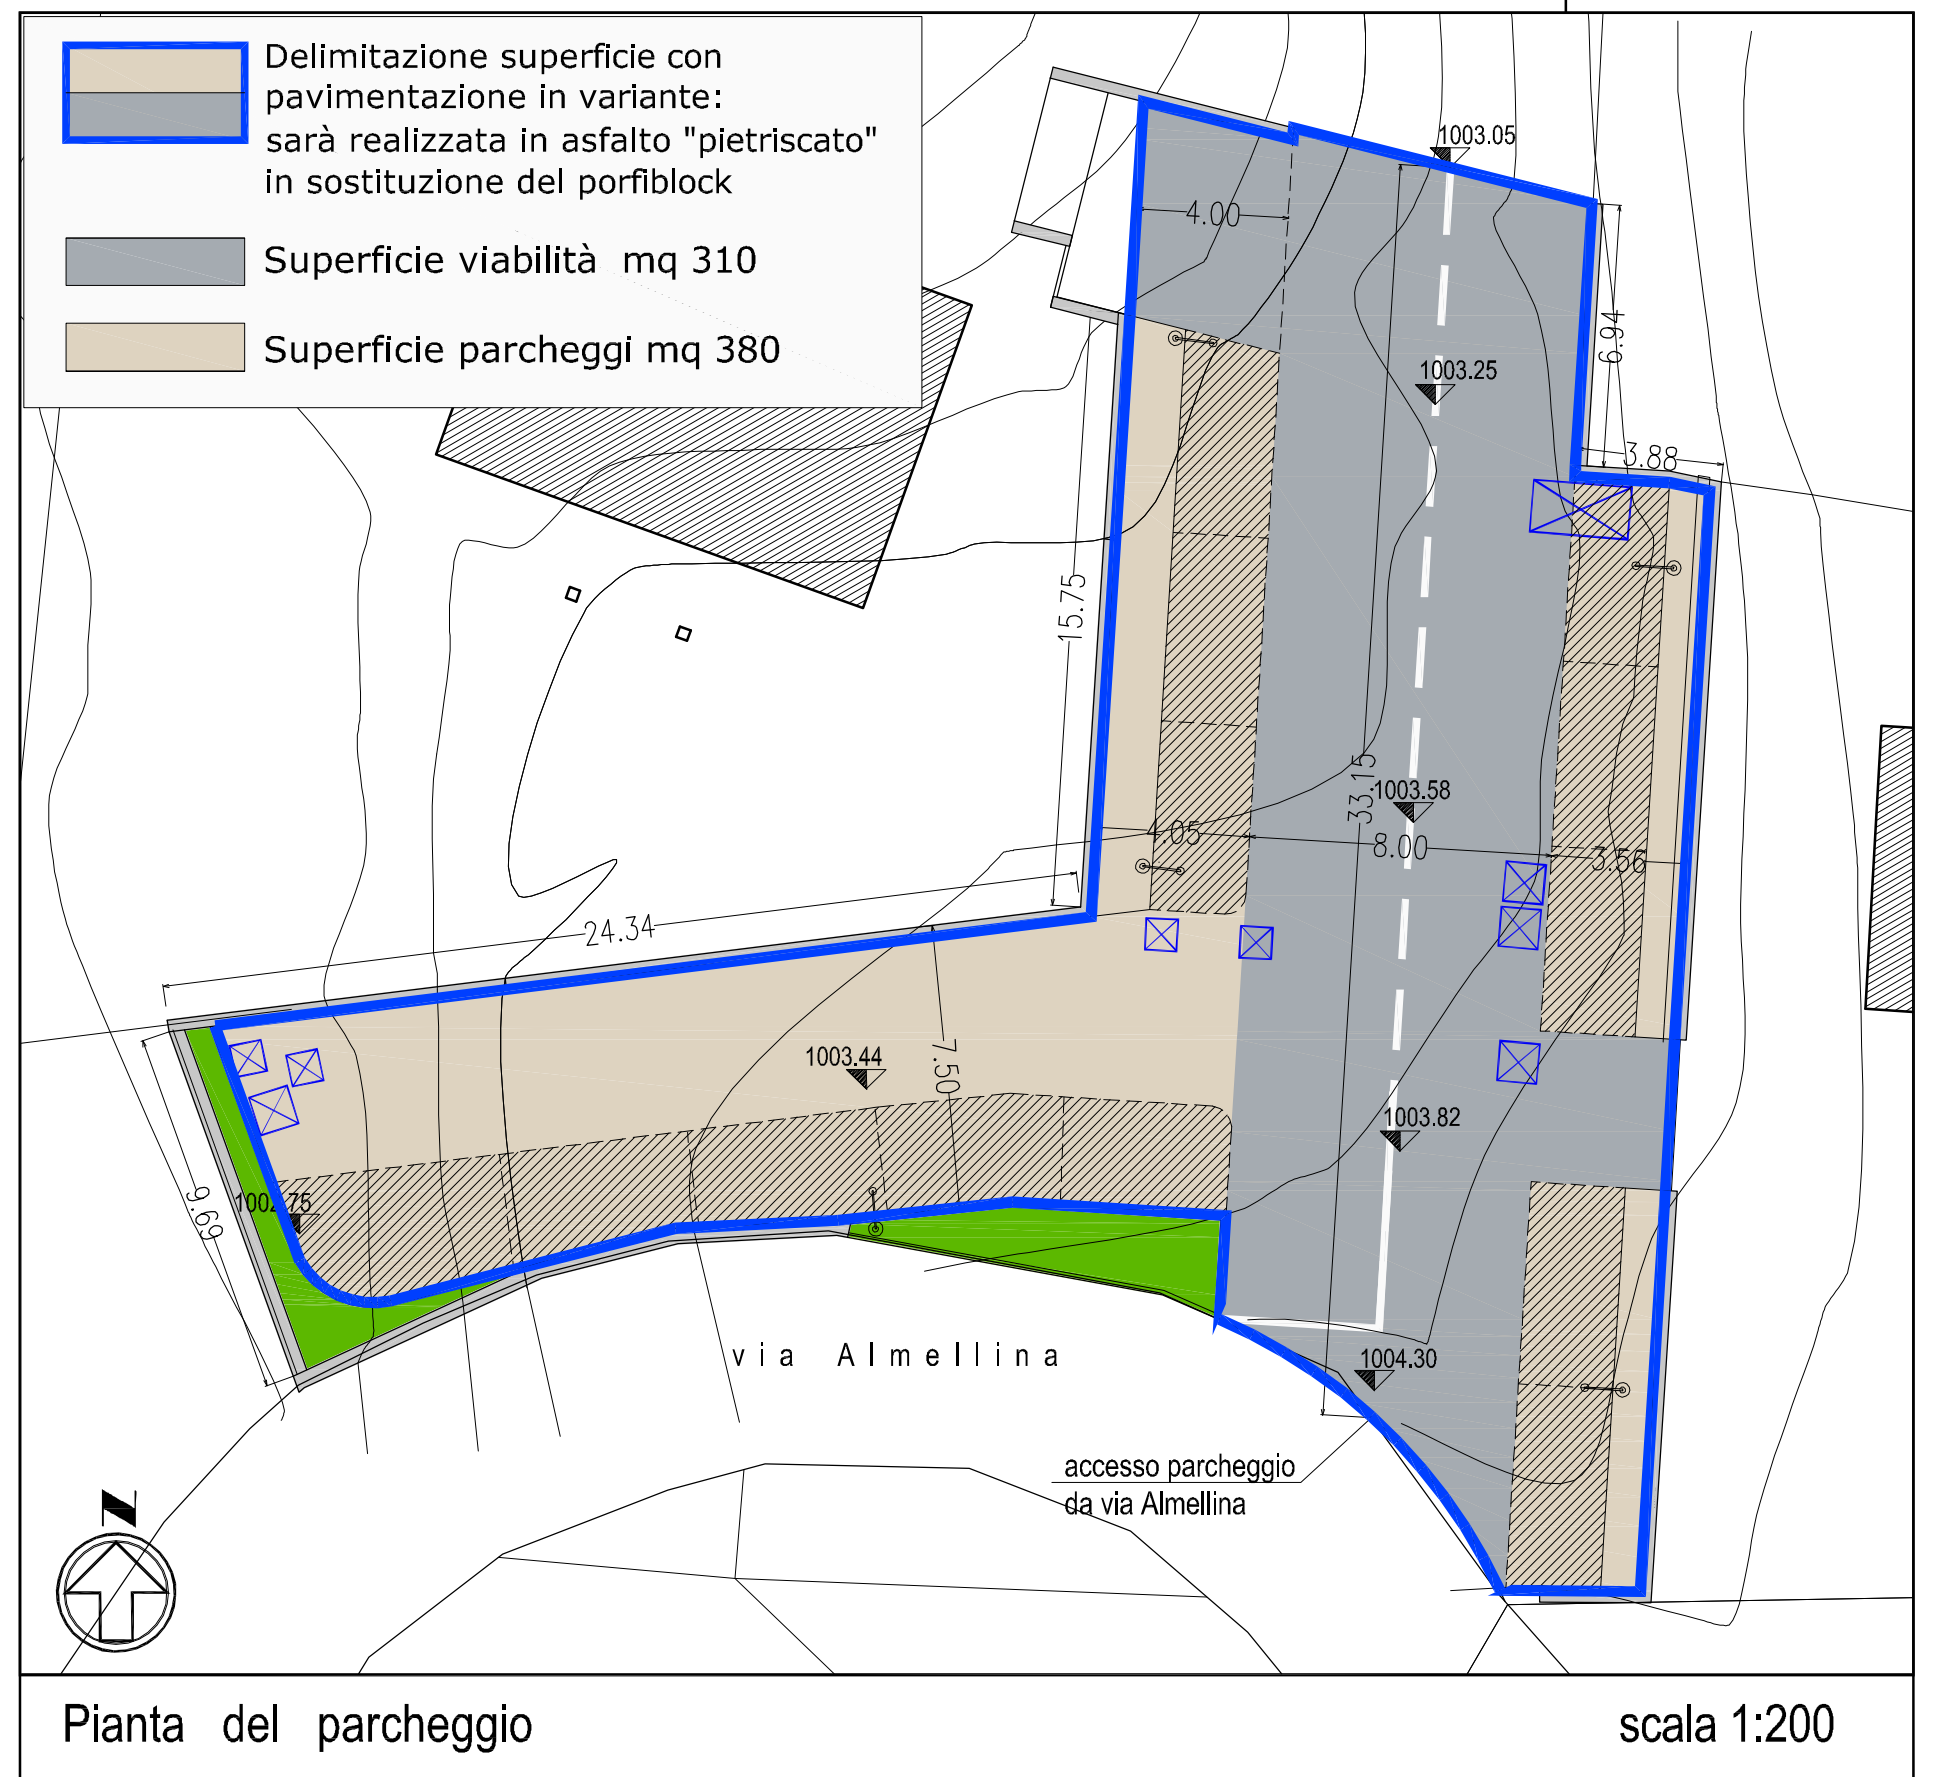 Delimitazione superficie con
pavimentazione in variante:
sarà realizzata in asfalto "pietriscato"
in sostituzione del porfiblock
Superficie viabilità mq 310
Superficie parcheggi mq 380
1003.05
4.00
6.94
1003.25
3.88
15.75
33.15
1003.58
4.05
8.00
3.56
24.34
1003.44
7.50
1003.82
9.69
1002.75
via Almellina
1004.30
accesso parcheggio
da via Almellina
N
Pianta del parcheggio
scala 1:200